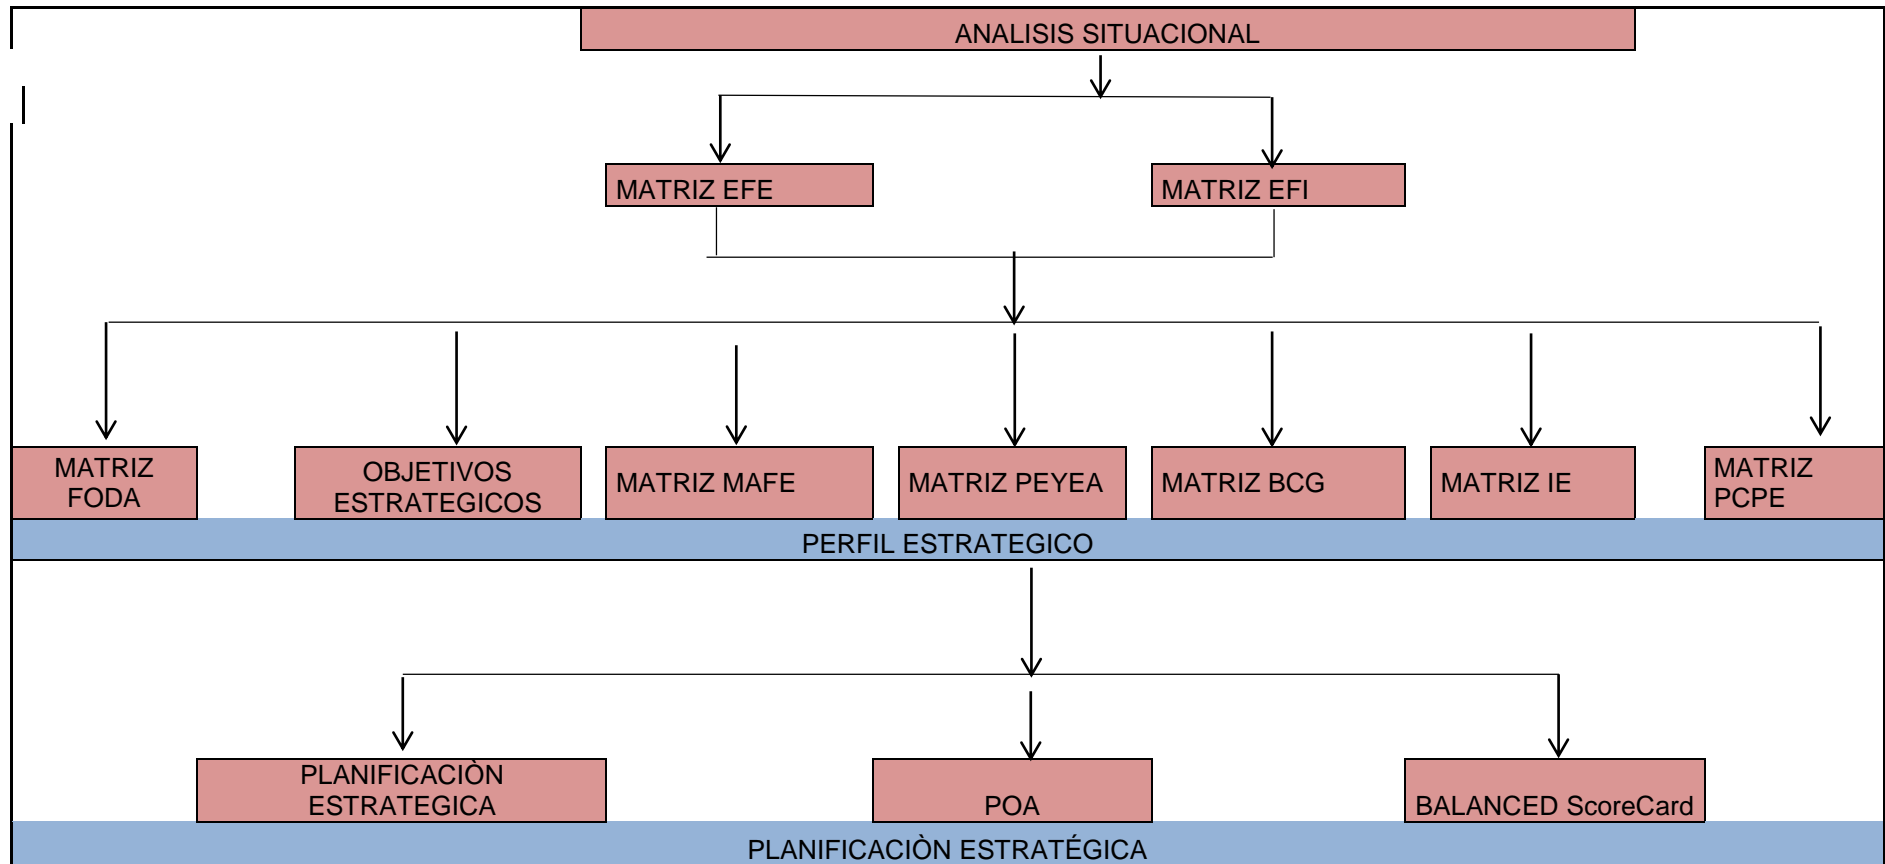 ANALISIS SITUACIONAL
MATRIZ EFE
MATRIZ EFI
MATRIZ
FODA
OBJETIVOS
ESTRATEGICOS
MATRIZ MAFE
MATRIZ PEYEA
MATRIZ BCG
MATRIZ IE
MATRIZ
PCPE
PERFIL ESTRATEGICO
PLANIFICACIÒN
ESTRATEGICA
POA
BALANCED ScoreCard
PLANIFICACIÒN ESTRATÉGICA